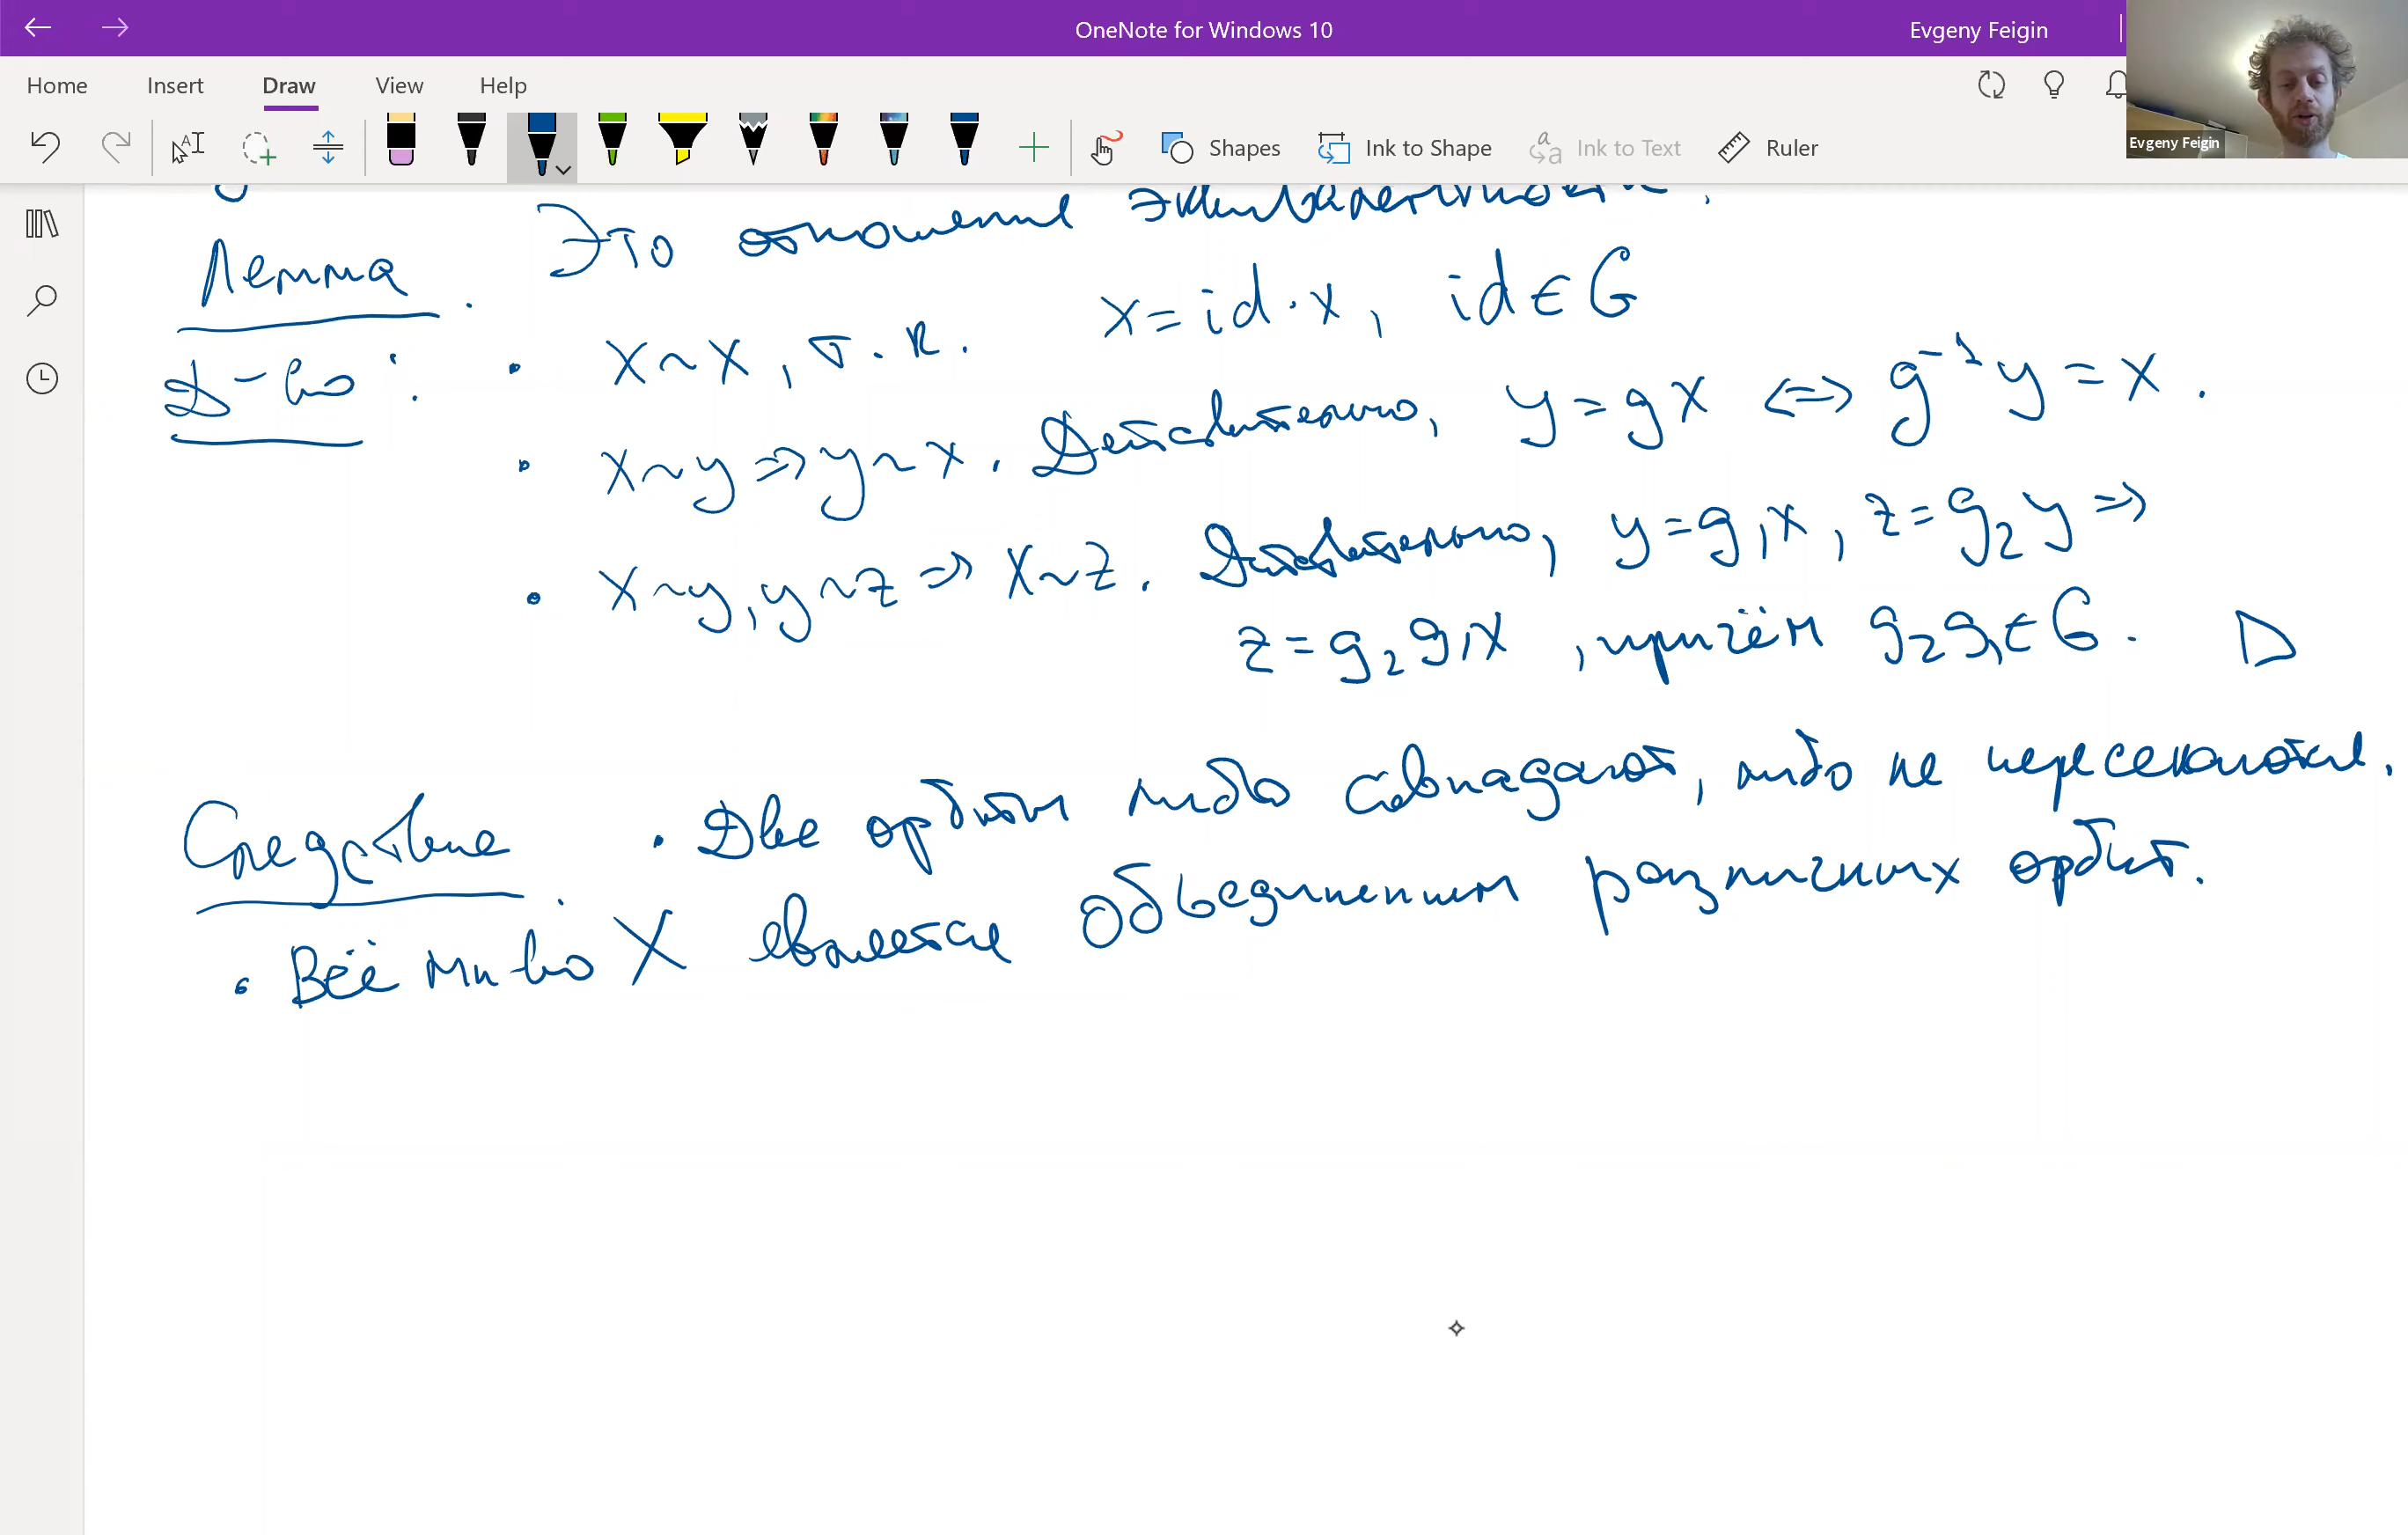 OneNote for Windows 10
Evgeny Feigin
Home Insert Draw View Help
Shapes Ink to Shape Ink to Text Ruler
Evgeny Feigin
Лемма. Это отношение эквивалентности.
Д-во: • x~x, т.к. x=id·x, id∈G
• x~y⇒y~x. Действительно, y=gx ⇔ g⁻¹y=x.
• x~y, y~z ⇒ x~z. Действительно, y=g₁x, z=g₂y ⇒
z=g₂g₁x, причём g₂g₁∈G. ▷
Следствие. • Две орбиты либо совпадают, либо не пересекаются.
• Всё мн-во X является объединением различных орбит.